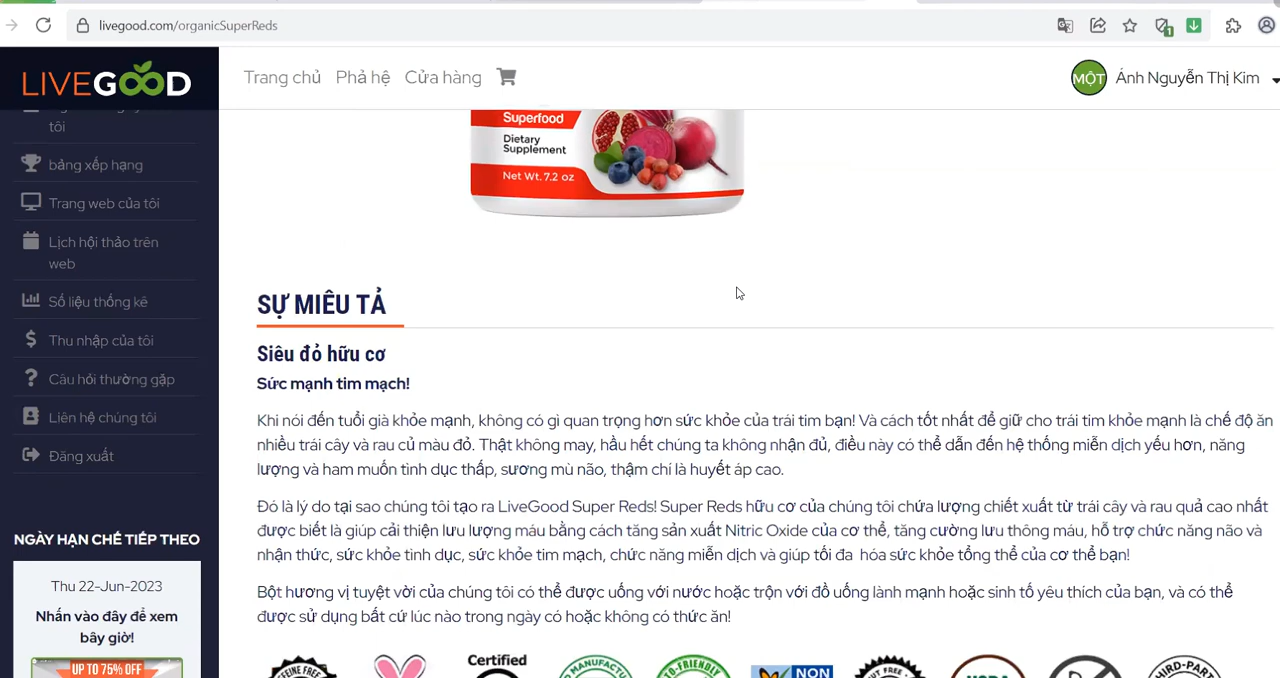 livegood.com/organicSuperReds
LIVEGOOD
Trang chủ Phả hệ Cửa hàng
MỘT Ánh Nguyễn Thị Kim
tôi
bảng xếp hạng
Trang web của tôi
Lịch hội thảo trên
web
Số liệu thống kê
Thu nhập của tôi
Câu hỏi thường gặp
Liên hệ chúng tôi
Đăng xuất
NGÀY HẠN CHẾ TIẾP THEO
Thu 22-Jun-2023
Nhấn vào đây để xem
bây giờ!
UP TO 75% OFF
Superfood
Dietary
Supplement
Net Wt. 7.2 oz
SỰ MIÊU TẢ
Siêu đỏ hữu cơ
Sức mạnh tim mạch!
Khi nói đến tuổi già khỏe mạnh, không có gì quan trọng hơn sức khỏe của trái tim bạn! Và cách tốt nhất để giữ cho trái tim khỏe mạnh là chế độ ăn
nhiều trái cây và rau củ màu đỏ. Thật không may, hầu hết chúng ta không nhận đủ, điều này có thể dẫn đến hệ thống miễn dịch yếu hơn, năng
lượng và ham muốn tình dục thấp, sương mù não, thậm chí là huyết áp cao.
Đó là lý do tại sao chúng tôi tạo ra LiveGood Super Reds! Super Reds hữu cơ của chúng tôi chứa lượng chiết xuất từ trái cây và rau quả cao nhất
được biết là giúp cải thiện lưu lượng máu bằng cách tăng sản xuất Nitric Oxide của cơ thể, tăng cường lưu thông máu, hỗ trợ chức năng não và
nhận thức, sức khỏe tình dục, sức khỏe tim mạch, chức năng miễn dịch và giúp tối đa hóa sức khỏe tổng thể của cơ thể bạn!
Bột hương vị tuyệt vời của chúng tôi có thể được uống với nước hoặc trộn với đồ uống lành mạnh hoặc sinh tố yêu thích của bạn, và có thể
được sử dụng bất cứ lúc nào trong ngày có hoặc không có thức ăn!
Certified
NON